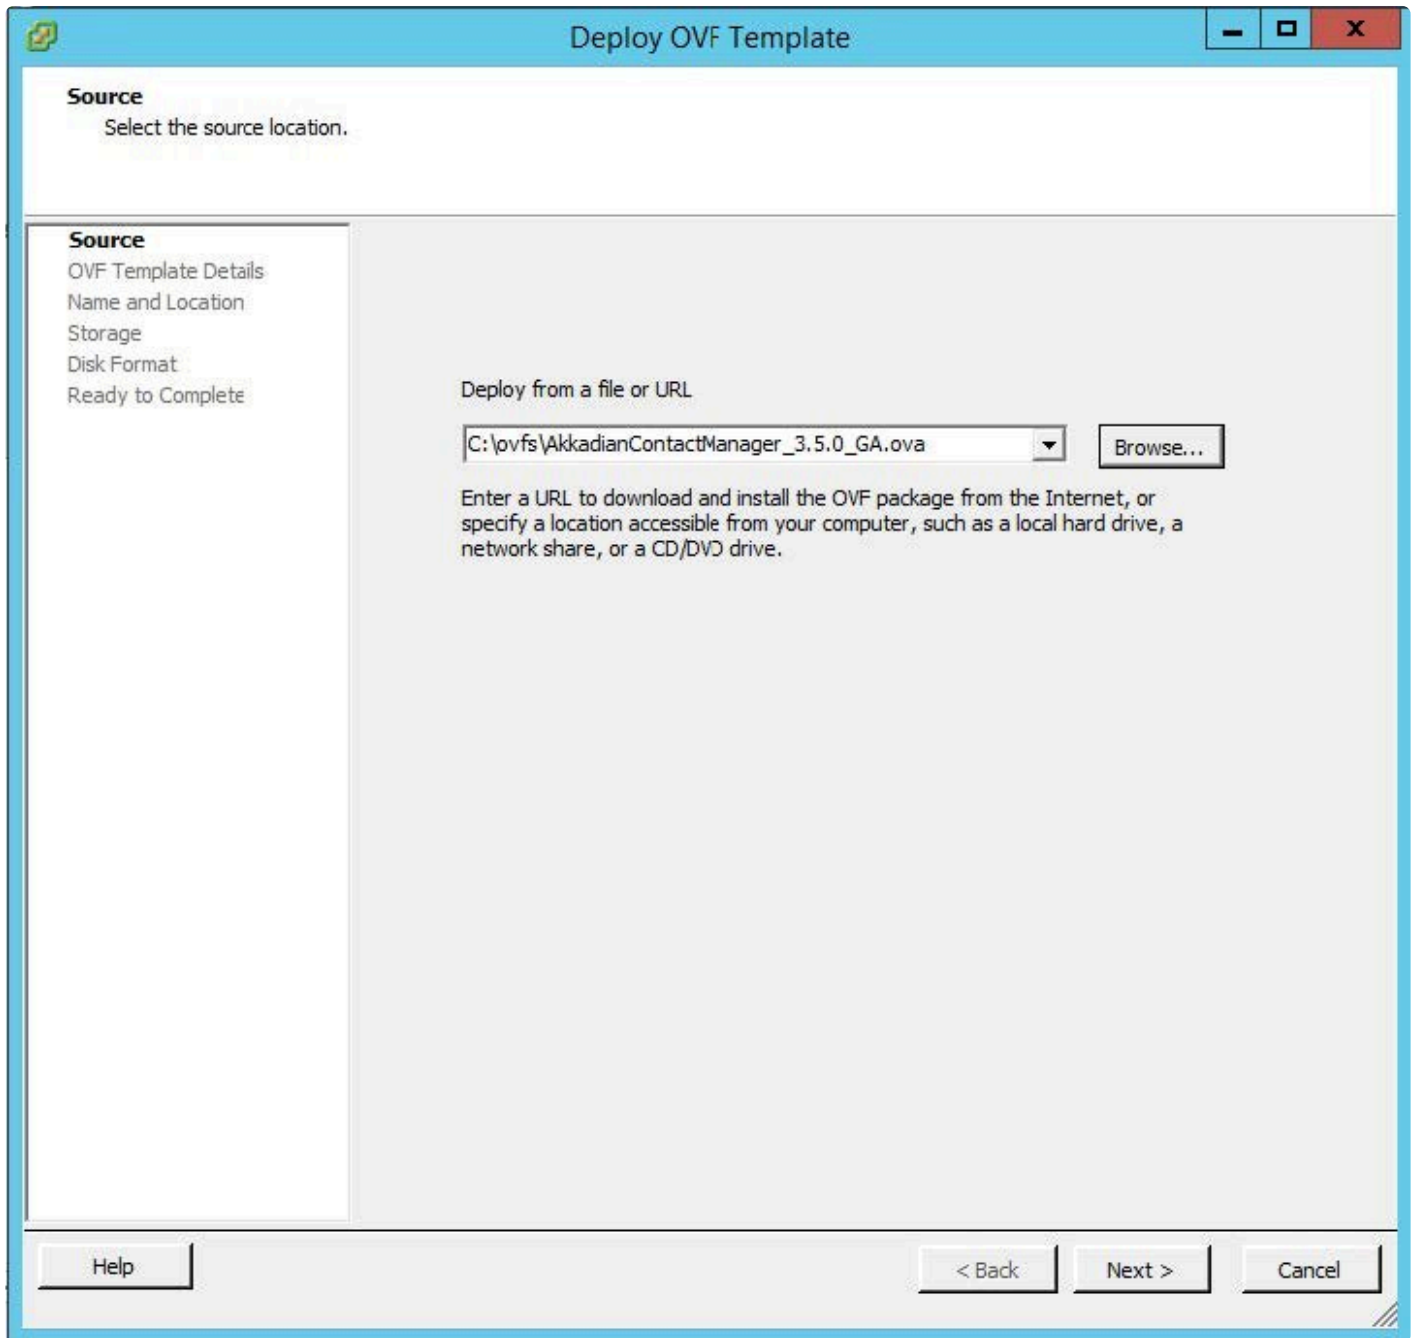 Deploy OVF Template
Source
Select the source location.
Source
OVF Template Details
Name and Location
Storage
Disk Format
Ready to Complete
Deploy from a file or URL
C:\ovfs\AkkadianContactManager_3.5.0_GA.ova
Browse...
Enter a URL to download and install the OVF package from the Internet, or
specify a location accessible from your computer, such as a local hard drive, a
network share, or a CD/DVD drive.
Help
< Back
Next >
Cancel